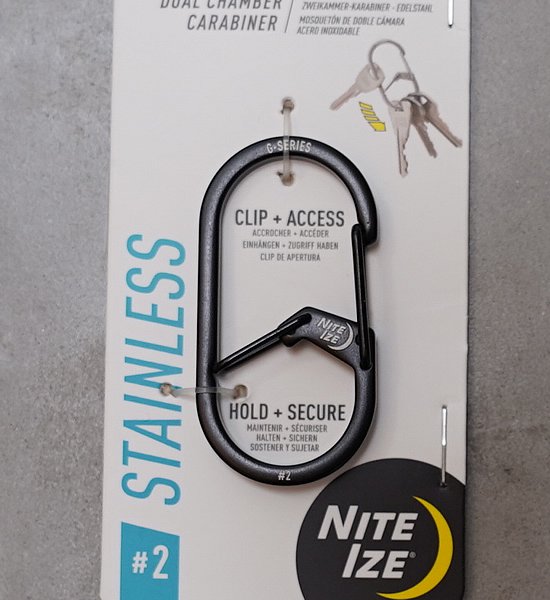 DUAL CHAMBER
CARABINER
ZWEIKAMMER-KARABINER - EDELSTAHL
MOSQUETÓN DE DOBLE CÁMARA
ACERO INOXIDABLE
G-SERIES
CLIP + ACCESS
ACCROCHER + ACCÉDER
EINHÄNGEN + ZUGRIFF HABEN
CLIP DE APERTURA
NITE
IZE
STAINLESS
HOLD + SECURE
MAINTENIR + SÉCURISER
HALTEN + SICHERN
SOSTENER Y SUJETAR
#2
#2
NITE
IZE®